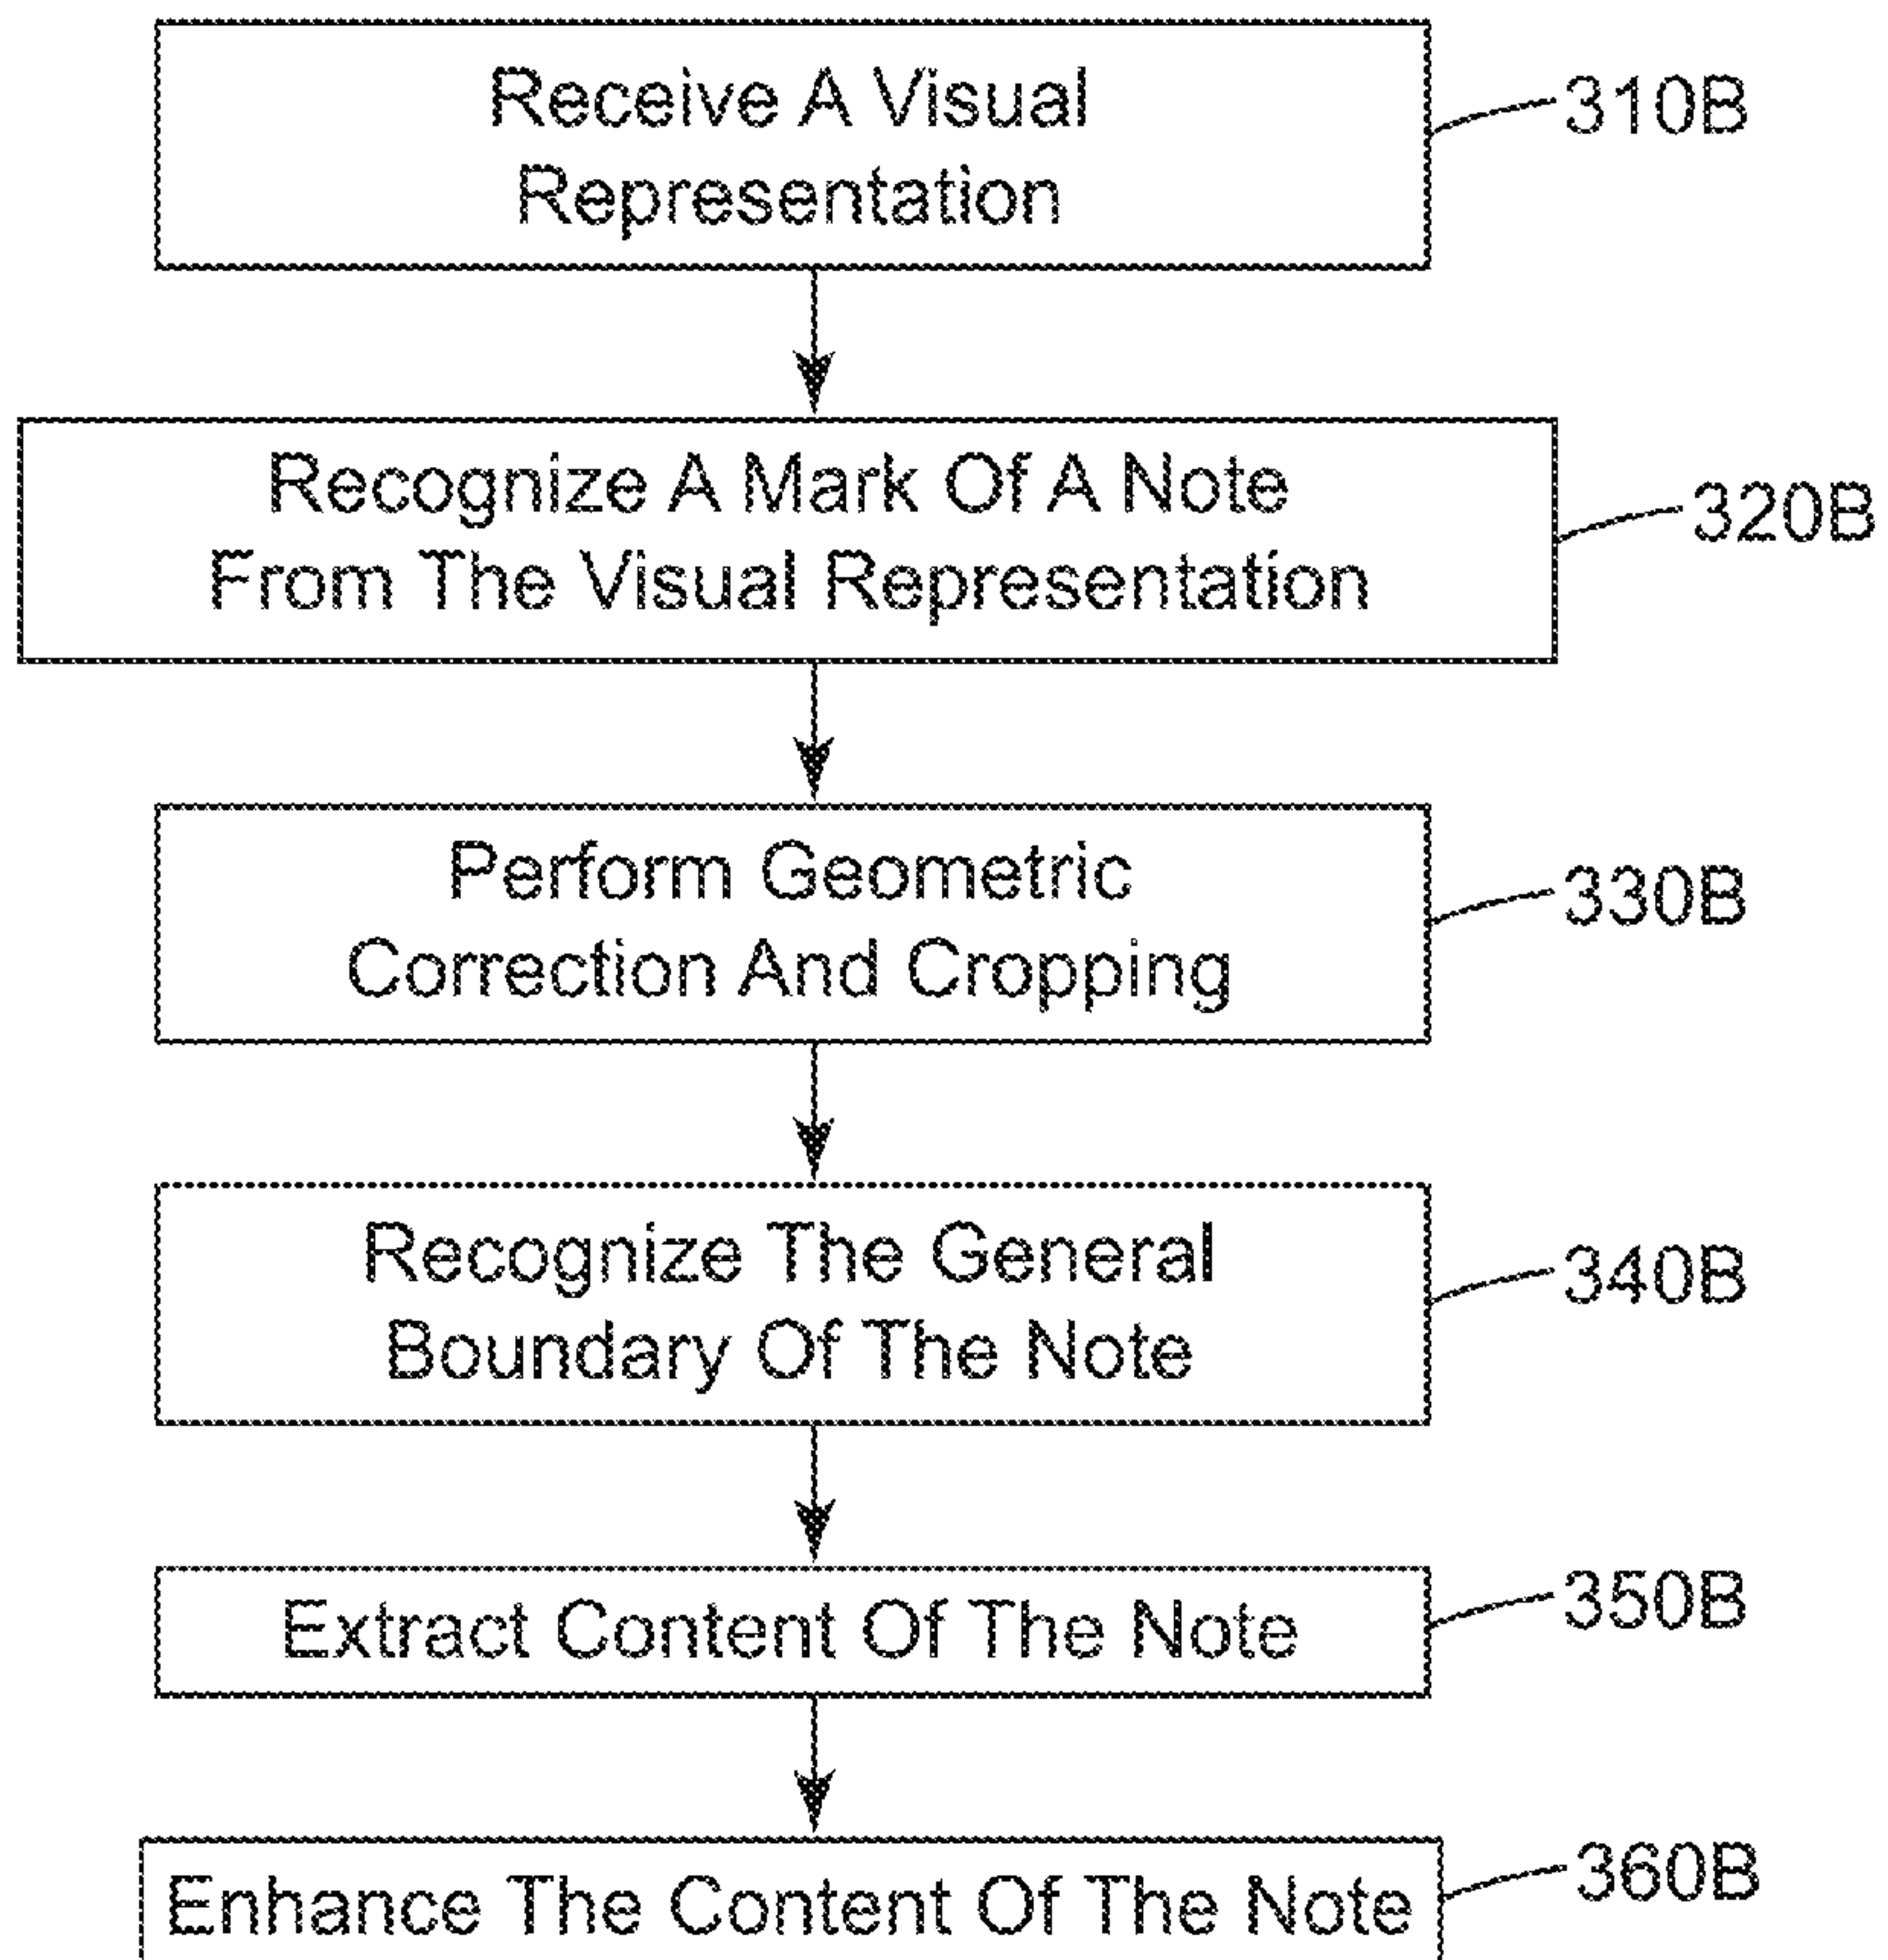 Receive A Visual
Representation
310B
Recognize A Mark Of A Note
From The Visual Representation
320B
Perform Geometric
Correction And Cropping
330B
Recognize The General
Boundary Of The Note
340B
Extract Content Of The Note
350B
Enhance The Content Of The Note
360B